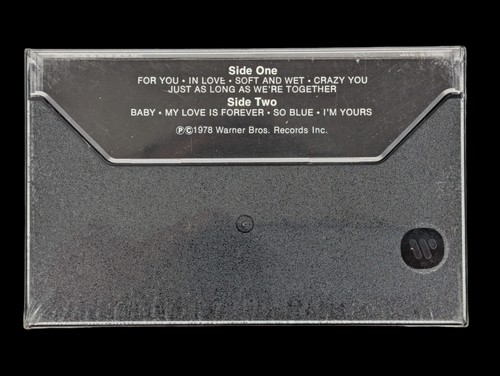 Side One
FOR YOU • IN LOVE • SOFT AND WET • CRAZY YOU
JUST AS LONG AS WE'RE TOGETHER
Side Two
BABY • MY LOVE IS FOREVER • SO BLUE • I'M YOURS
℗©1978 Warner Bros. Records Inc.